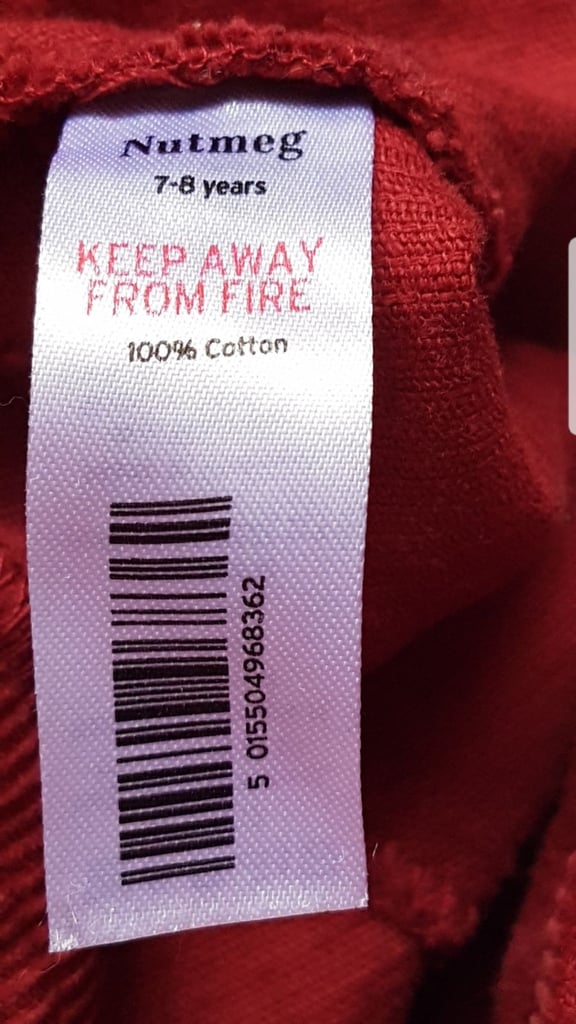 Nutmeg
7-8 years
KEEP AWAY
FROM FIRE
100% Cotton
5 015504968362